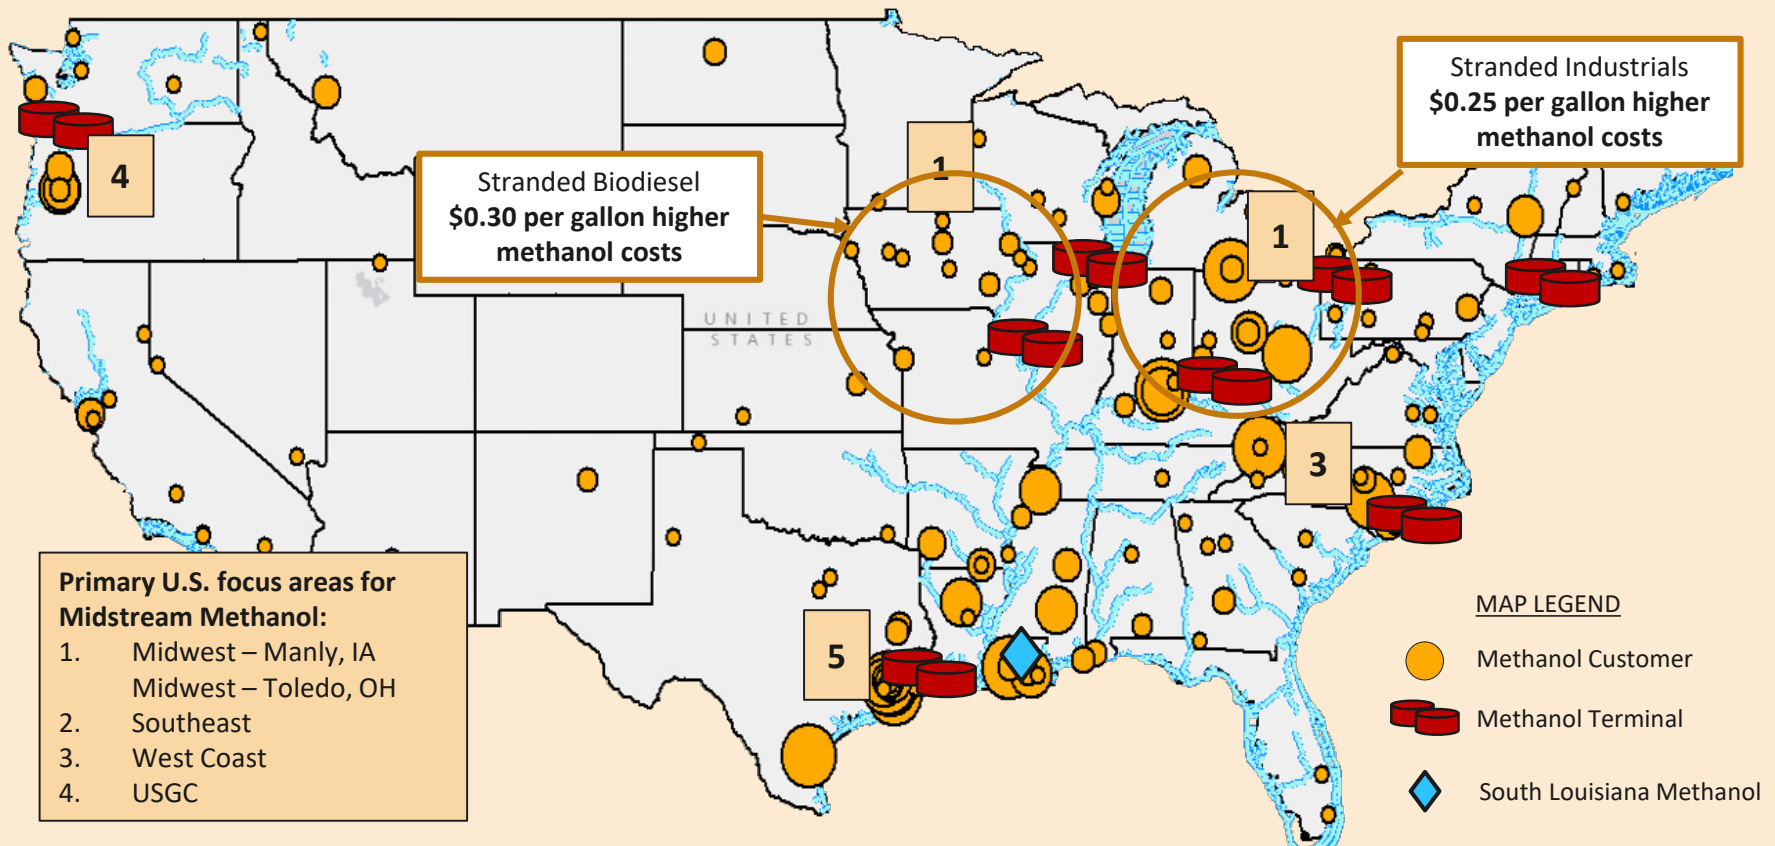 Stranded Industrials
$0.25 per gallon higher
methanol costs
1
4
Stranded Biodiesel
$0.30 per gallon higher
methanol costs
1
UNITED
STATES
3
5
Primary U.S. focus areas for
Midstream Methanol:
1. Midwest – Manly, IA
Midwest – Toledo, OH
2. Southeast
3. West Coast
4. USGC
MAP LEGEND
Methanol Customer
Methanol Terminal
South Louisiana Methanol